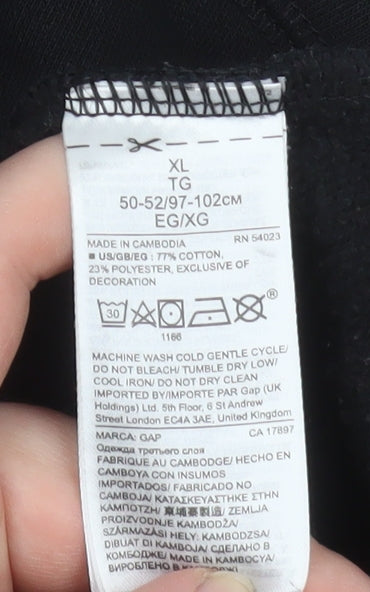 XL
TG
50-52/97-102см
EG/XG
MADE IN CAMBODIA RN 54023
■ US/GB/EG : 77% COTTON,
23% POLYESTER, EXCLUSIVE OF
DECORATION
30
®
1166
MACHINE WASH COLD GENTLE CYCLE/
DO NOT BLEACH/ TUMBLE DRY LOW/
COOL IRON/ DO NOT DRY CLEAN
IMPORTED BY/IMPORTE PAR Gap (UK
Holdings) Ltd. 5th Floor, 6 St Andrew
Street London EC4A 3AE, United Kingdom
MARCA: GAP CA 17897
Одежда третьего слоя
FABRIQUE AU CAMBODGE/ HECHO EN
CAMBOYA CON INSUMOS
IMPORTADOS/ FABRICADO NO
CAMBOJA/ ΚΑΤΑΣΚΕΥΑΣΤΗΚΕ ΣΤΗΝ
ΚΑΜΠΟΤΖΗ/ 柬埔寨製造/ ZEMLJA
PROIZVODNJE KAMBODŽA/
SZÁRMAZÁSI HELY: KAMBODZSA/
DIBUAT DI KAMBOJA/ СДЕЛАНО В
КОМБОДЖЕ/ MADE IN KAMBOCYA/
ВИРОБЛЕНО В